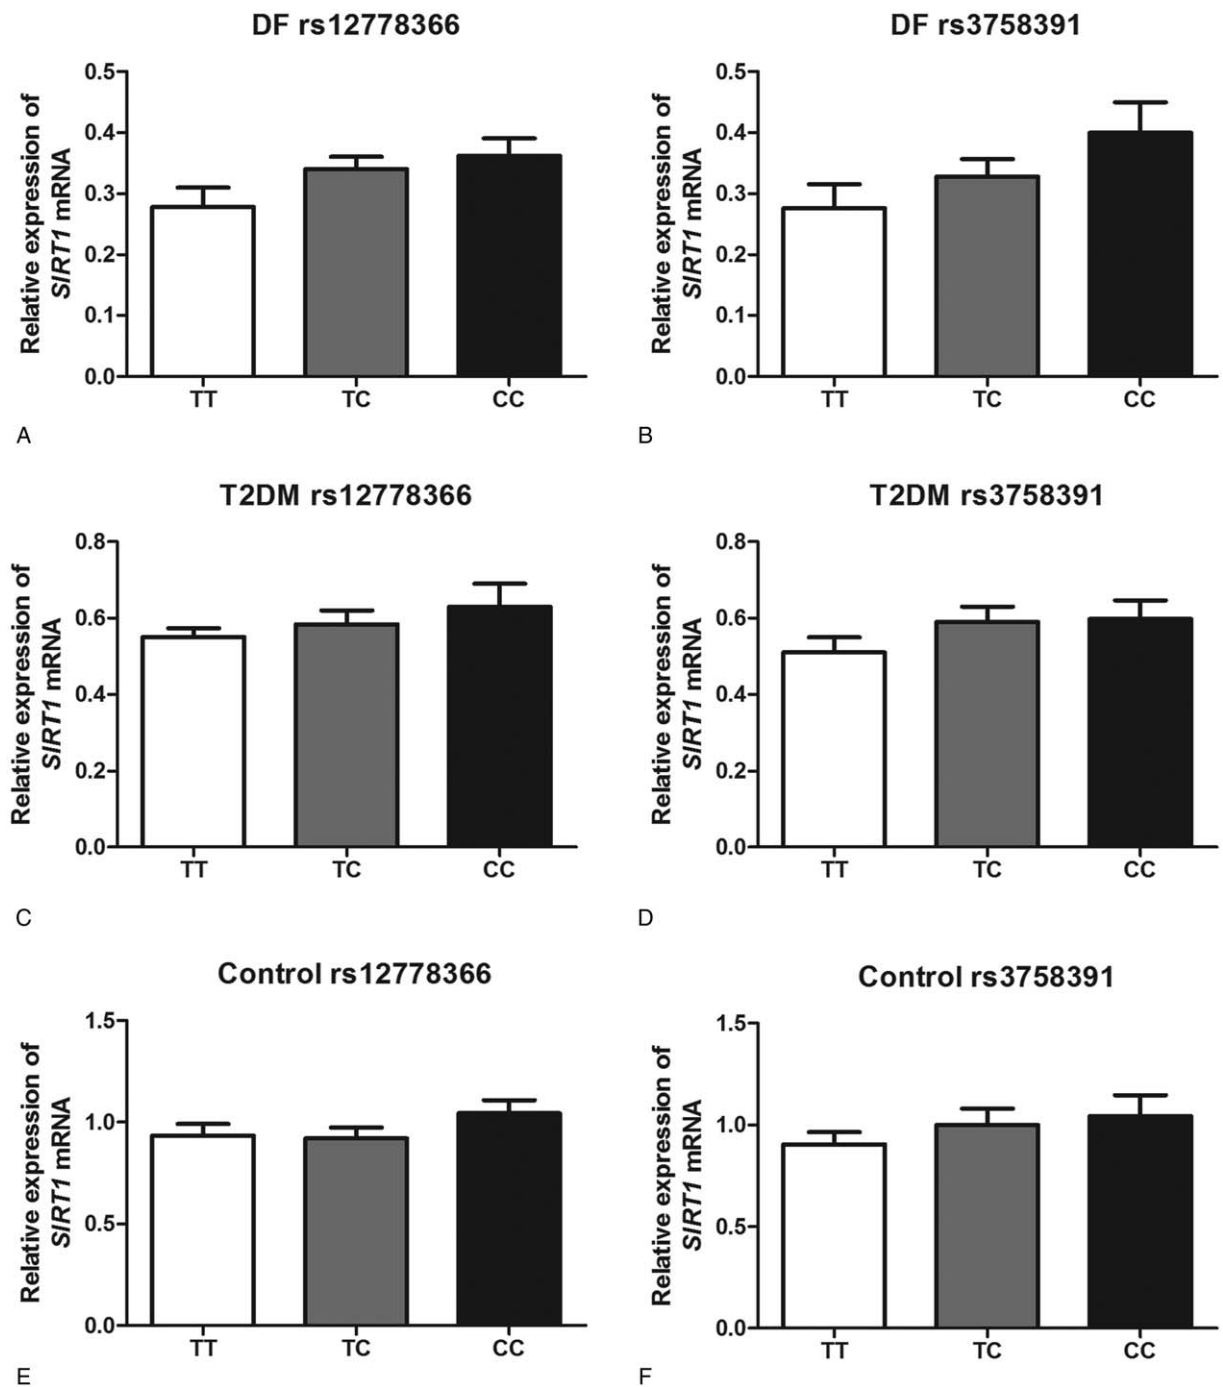 DF rs12778366
Relative expression of
SIRT1 mRNA
0.5
0.4
0.3
0.2
0.1
0.0
TT TC CC
A
DF rs3758391
Relative expression of
SIRT1 mRNA
0.5
0.4
0.3
0.2
0.1
0.0
TT TC CC
B
T2DM rs12778366
Relative expression of
SIRT1 mRNA
0.8
0.6
0.4
0.2
0.0
TT TC CC
C
T2DM rs3758391
Relative expression of
SIRT1 mRNA
0.8
0.6
0.4
0.2
0.0
TT TC CC
D
Control rs12778366
Relative expression of
SIRT1 mRNA
1.5
1.0
0.5
0.0
TT TC CC
E
Control rs3758391
Relative expression of
SIRT1 mRNA
1.5
1.0
0.5
0.0
TT TC CC
F